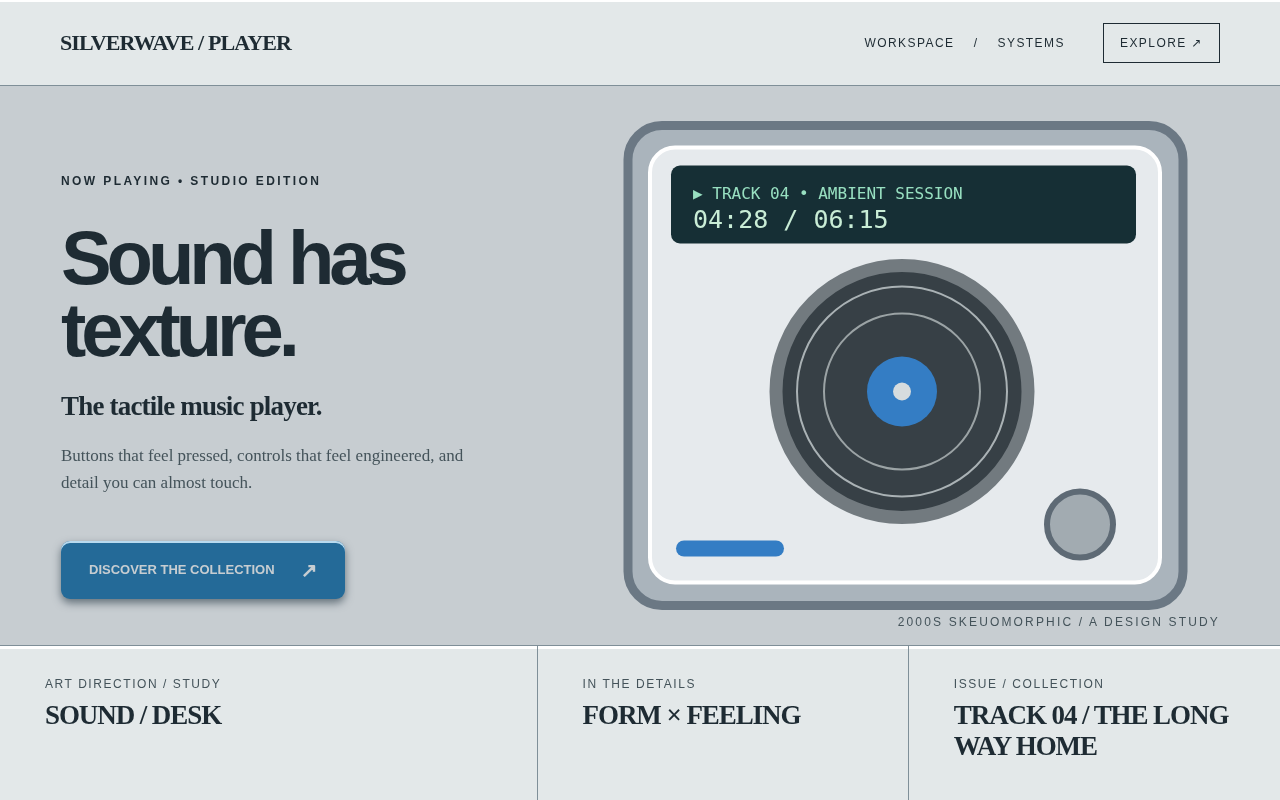 SILVERWAVE / PLAYER
WORKSPACE / SYSTEMS
EXPLORE ↗
NOW PLAYING • STUDIO EDITION
Sound has
texture.
The tactile music player.
Buttons that feel pressed, controls that feel engineered, and
detail you can almost touch.
DISCOVER THE COLLECTION ↗
▶ TRACK 04 • AMBIENT SESSION
04:28 / 06:15
2000S SKEUOMORPHIC / A DESIGN STUDY
ART DIRECTION / STUDY
SOUND / DESK
IN THE DETAILS
FORM × FEELING
ISSUE / COLLECTION
TRACK 04 / THE LONG
WAY HOME